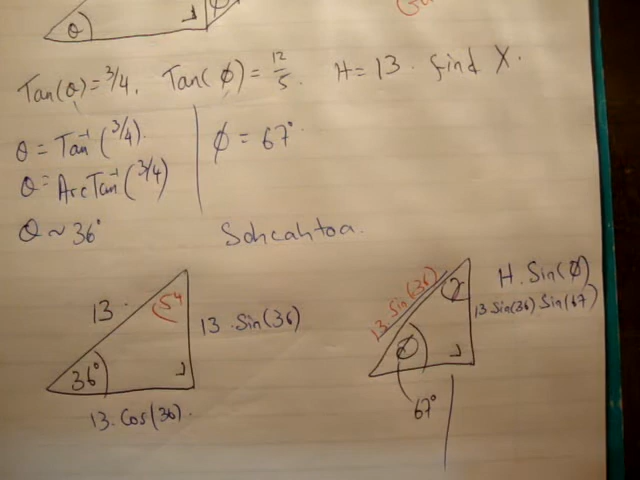 θ
Tan(θ) = 3/4. Tan(ϕ) = 12/5. H = 13. find X.
θ = Tan⁻¹(3/4).
θ = ArcTan⁻¹(3/4)
θ ~ 36°
ϕ = 67°.
Sohcahtoa.
13.
54
36°
13. Sin(36)
13. Cos(36).
13 Sin(36)
H. Sin(ϕ)
13 Sin(36) Sin(67)
ϕ
67°